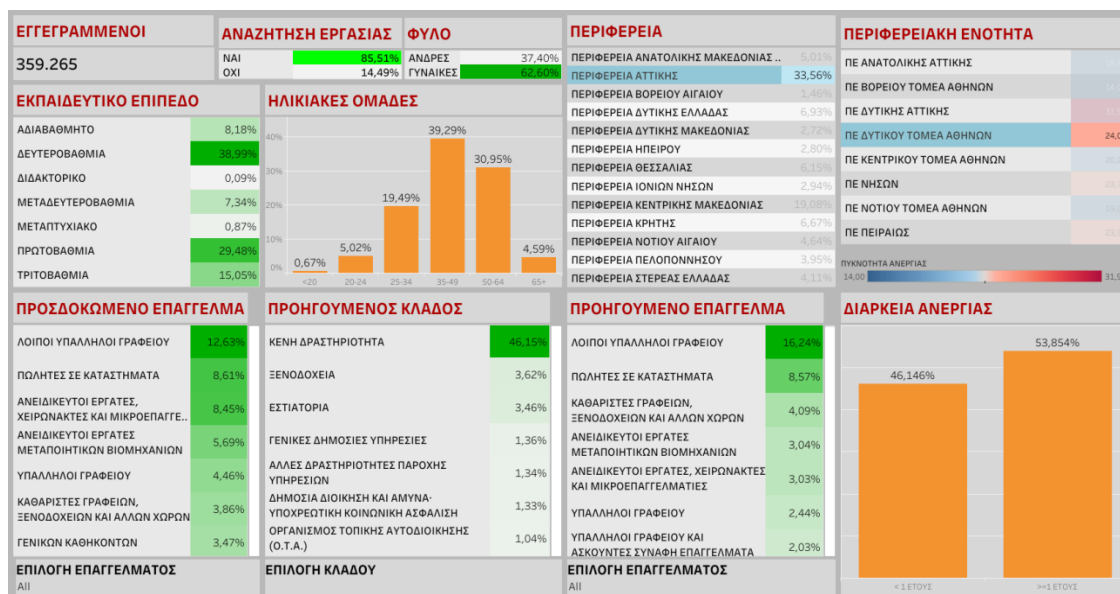 ΕΓΓΕΓΡΑΜΜΕΝΟΙ
359.265
ΑΝΑΖΗΤΗΣΗ ΕΡΓΑΣΙΑΣ
ΝΑΙ 85,51%
ΟΧΙ 14,49%
ΦΥΛΟ
ΑΝΔΡΕΣ 37,40%
ΓΥΝΑΙΚΕΣ 62,60%
ΕΚΠΑΙΔΕΥΤΙΚΟ ΕΠΙΠΕΔΟ
ΑΔΙΑΒΑΘΜΗΤΟ 8,18%
ΔΕΥΤΕΡΟΒΑΘΜΙΑ 38,99%
ΔΙΔΑΚΤΟΡΙΚΟ 0,09%
ΜΕΤΑΔΕΥΤΕΡΟΒΑΘΜΙΑ 7,34%
ΜΕΤΑΠΤΥΧΙΑΚΟ 0,87%
ΠΡΩΤΟΒΑΘΜΙΑ 29,48%
ΤΡΙΤΟΒΑΘΜΙΑ 15,05%
ΗΛΙΚΙΑΚΕΣ ΟΜΑΔΕΣ
40%
30%
20%
10%
0%
0,67%
5,02%
19,49%
39,29%
30,95%
4,59%
<20 20-24 25-34 35-49 50-64 65+
ΠΕΡΙΦΕΡΕΙΑ
ΠΕΡΙΦΕΡΕΙΑ ΑΝΑΤΟΛΙΚΗΣ ΜΑΚΕΔΟΝΙΑΣ .. 5,01%
ΠΕΡΙΦΕΡΕΙΑ ΑΤΤΙΚΗΣ 33,56%
ΠΕΡΙΦΕΡΕΙΑ ΒΟΡΕΙΟΥ ΑΙΓΑΙΟΥ 1,46%
ΠΕΡΙΦΕΡΕΙΑ ΔΥΤΙΚΗΣ ΕΛΛΑΔΑΣ 6,93%
ΠΕΡΙΦΕΡΕΙΑ ΔΥΤΙΚΗΣ ΜΑΚΕΔΟΝΙΑΣ 2,72%
ΠΕΡΙΦΕΡΕΙΑ ΗΠΕΙΡΟΥ 2,80%
ΠΕΡΙΦΕΡΕΙΑ ΘΕΣΣΑΛΙΑΣ 6,15%
ΠΕΡΙΦΕΡΕΙΑ ΙΟΝΙΩΝ ΝΗΣΩΝ 2,94%
ΠΕΡΙΦΕΡΕΙΑ ΚΕΝΤΡΙΚΗΣ ΜΑΚΕΔΟΝΙΑΣ 19,08%
ΠΕΡΙΦΕΡΕΙΑ ΚΡΗΤΗΣ 6,67%
ΠΕΡΙΦΕΡΕΙΑ ΝΟΤΙΟΥ ΑΙΓΑΙΟΥ 4,64%
ΠΕΡΙΦΕΡΕΙΑ ΠΕΛΟΠΟΝΝΗΣΟΥ 3,95%
ΠΕΡΙΦΕΡΕΙΑ ΣΤΕΡΕΑΣ ΕΛΛΑΔΑΣ 4,11%
ΠΕΡΙΦΕΡΕΙΑΚΗ ΕΝΟΤΗΤΑ
ΠΕ ΑΝΑΤΟΛΙΚΗΣ ΑΤΤΙΚΗΣ
ΠΕ ΒΟΡΕΙΟΥ ΤΟΜΕΑ ΑΘΗΝΩΝ
ΠΕ ΔΥΤΙΚΗΣ ΑΤΤΙΚΗΣ
ΠΕ ΔΥΤΙΚΟΥ ΤΟΜΕΑ ΑΘΗΝΩΝ 24,0
ΠΕ ΚΕΝΤΡΙΚΟΥ ΤΟΜΕΑ ΑΘΗΝΩΝ
ΠΕ ΝΗΣΩΝ
ΠΕ ΝΟΤΙΟΥ ΤΟΜΕΑ ΑΘΗΝΩΝ
ΠΕ ΠΕΙΡΑΙΩΣ
ΠΥΚΝΟΤΗΤΑ ΑΝΕΡΓΙΑΣ
14,00 31,9
ΠΡΟΣΔΟΚΩΜΕΝΟ ΕΠΑΓΓΕΛΜΑ
ΛΟΙΠΟΙ ΥΠΑΛΛΗΛΟΙ ΓΡΑΦΕΙΟΥ 12,63%
ΠΩΛΗΤΕΣ ΣΕ ΚΑΤΑΣΤΗΜΑΤΑ 8,61%
ΑΝΕΙΔΙΚΕΥΤΟΙ ΕΡΓΑΤΕΣ,
ΧΕΙΡΩΝΑΚΤΕΣ ΚΑΙ ΜΙΚΡΟΕΠΑΓΓΕ.. 8,45%
ΑΝΕΙΔΙΚΕΥΤΟΙ ΕΡΓΑΤΕΣ
ΜΕΤΑΠΟΙΗΤΙΚΩΝ ΒΙΟΜΗΧΑΝΙΩΝ 5,69%
ΥΠΑΛΛΗΛΟΙ ΓΡΑΦΕΙΟΥ 4,46%
ΚΑΘΑΡΙΣΤΕΣ ΓΡΑΦΕΙΩΝ,
ΞΕΝΟΔΟΧΕΙΩΝ ΚΑΙ ΑΛΛΩΝ ΧΩΡΩΝ 3,86%
ΓΕΝΙΚΩΝ ΚΑΘΗΚΟΝΤΩΝ 3,47%
ΕΠΙΛΟΓΗ ΕΠΑΓΓΕΛΜΑΤΟΣ
All
ΠΡΟΗΓΟΥΜΕΝΟΣ ΚΛΑΔΟΣ
ΚΕΝΗ ΔΡΑΣΤΗΡΙΟΤΗΤΑ 46,15%
ΞΕΝΟΔΟΧΕΙΑ 3,62%
ΕΣΤΙΑΤΟΡΙΑ 3,46%
ΓΕΝΙΚΕΣ ΔΗΜΟΣΙΕΣ ΥΠΗΡΕΣΙΕΣ 1,36%
ΑΛΛΕΣ ΔΡΑΣΤΗΡΙΟΤΗΤΕΣ ΠΑΡΟΧΗΣ
ΥΠΗΡΕΣΙΩΝ 1,34%
ΔΗΜΟΣΙΑ ΔΙΟΙΚΗΣΗ ΚΑΙ ΑΜΥΝΑ·
ΥΠΟΧΡΕΩΤΙΚΗ ΚΟΙΝΩΝΙΚΗ ΑΣΦΑΛΙΣΗ 1,33%
ΟΡΓΑΝΙΣΜΟΣ ΤΟΠΙΚΗΣ ΑΥΤΟΔΙΟΙΚΗΣΗΣ
(Ο.Τ.Α.) 1,04%
ΕΠΙΛΟΓΗ ΚΛΑΔΟΥ
ΠΡΟΗΓΟΥΜΕΝΟ ΕΠΑΓΓΕΛΜΑ
ΛΟΙΠΟΙ ΥΠΑΛΛΗΛΟΙ ΓΡΑΦΕΙΟΥ 16,24%
ΠΩΛΗΤΕΣ ΣΕ ΚΑΤΑΣΤΗΜΑΤΑ 8,57%
ΚΑΘΑΡΙΣΤΕΣ ΓΡΑΦΕΙΩΝ,
ΞΕΝΟΔΟΧΕΙΩΝ ΚΑΙ ΑΛΛΩΝ ΧΩΡΩΝ 4,09%
ΑΝΕΙΔΙΚΕΥΤΟΙ ΕΡΓΑΤΕΣ
ΜΕΤΑΠΟΙΗΤΙΚΩΝ ΒΙΟΜΗΧΑΝΙΩΝ 3,04%
ΑΝΕΙΔΙΚΕΥΤΟΙ ΕΡΓΑΤΕΣ, ΧΕΙΡΩΝΑΚΤΕΣ
ΚΑΙ ΜΙΚΡΟΕΠΑΓΓΕΛΜΑΤΙΕΣ 3,03%
ΥΠΑΛΛΗΛΟΙ ΓΡΑΦΕΙΟΥ 2,44%
ΥΠΑΛΛΗΛΟΙ ΓΡΑΦΕΙΟΥ ΚΑΙ
ΑΣΚΟΥΝΤΕΣ ΣΥΝΑΦΗ ΕΠΑΓΓΕΛΜΑΤΑ 2,03%
ΕΠΙΛΟΓΗ ΕΠΑΓΓΕΛΜΑΤΟΣ
All
ΔΙΑΡΚΕΙΑ ΑΝΕΡΓΙΑΣ
46,146%
53,854%
< 1 ΕΤΟΥΣ >=1 ΕΤΟΥΣ